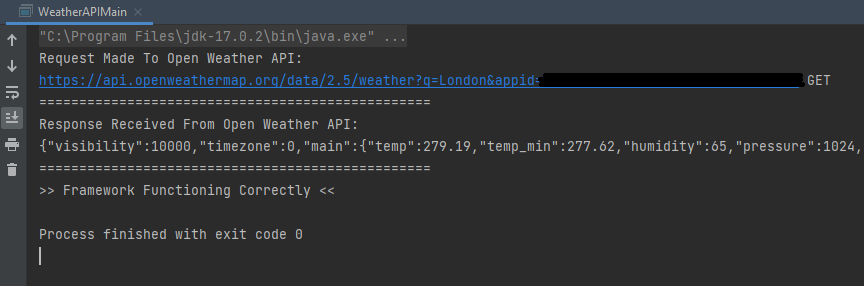 WeatherAPIMain
"C:\Program Files\jdk-17.0.2\bin\java.exe" ...
Request Made To Open Weather API:
https://api.openweathermap.org/data/2.5/weather?q=London&appid= GET
=================================================
Response Received From Open Weather API:
{"visibility":10000,"timezone":0,"main":{"temp":279.19,"temp_min":277.62,"humidity":65,"pressure":1024,
=================================================
>> Framework Functioning Correctly <<
Process finished with exit code 0